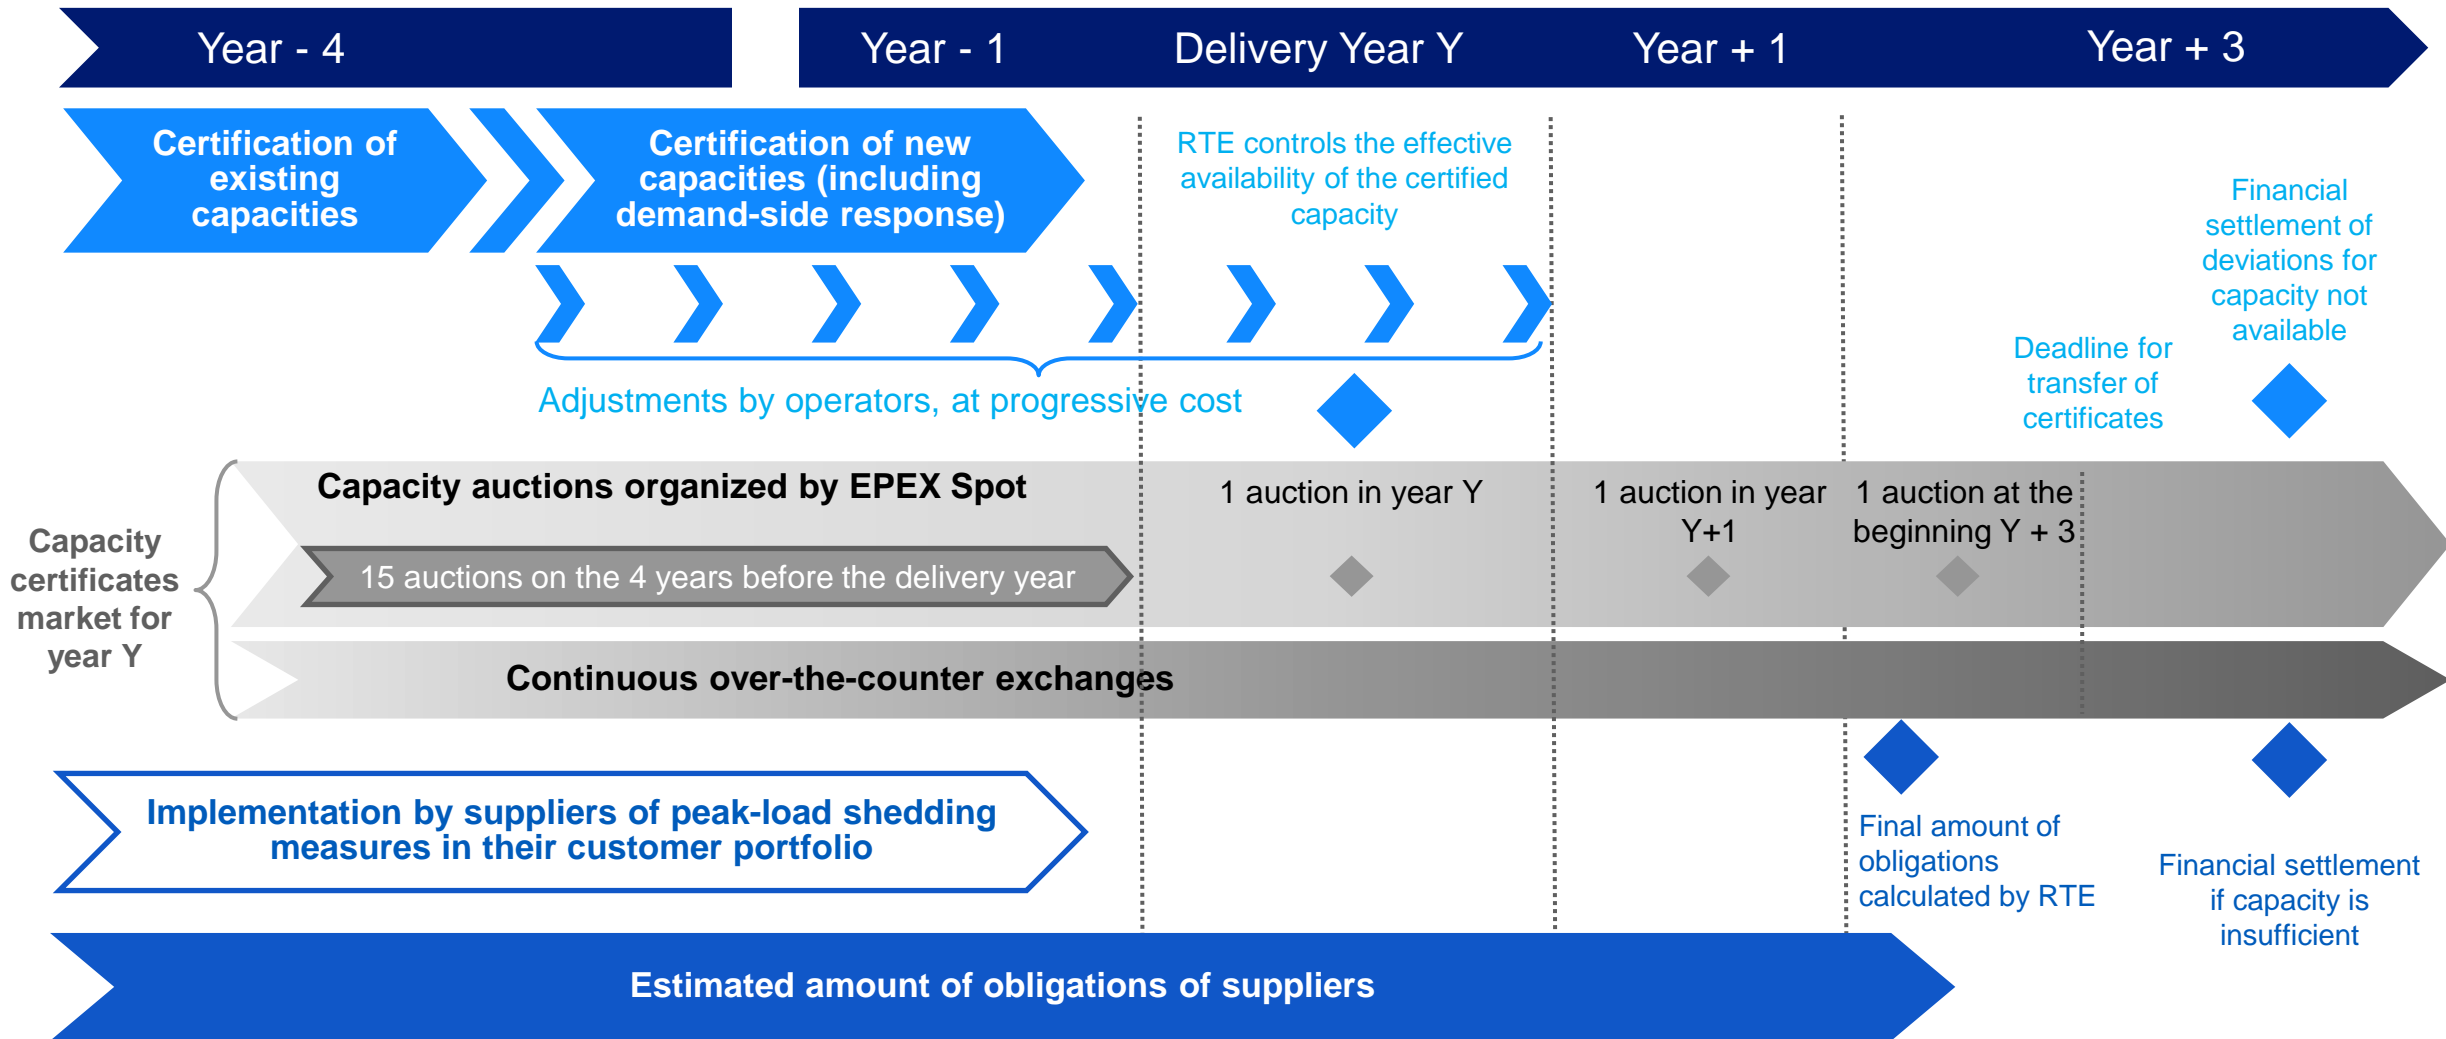 Year - 4
Year - 1
Delivery Year Y
Year + 1
Year + 3
Certification of
existing
capacities
Certification of new
capacities (including
demand-side response)
RTE controls the effective
availability of the certified
capacity
Financial
settlement of
deviations for
capacity not
available
Deadline for
transfer of
certificates
Adjustments by operators, at progressive cost
Capacity
certificates
market for
year Y
Capacity auctions organized by EPEX Spot
15 auctions on the 4 years before the delivery year
1 auction in year Y
1 auction in year
Y+1
1 auction at the
beginning Y + 3
Continuous over-the-counter exchanges
Implementation by suppliers of peak-load shedding
measures in their customer portfolio
Final amount of
obligations
calculated by RTE
Financial settlement
if capacity is
insufficient
Estimated amount of obligations of suppliers